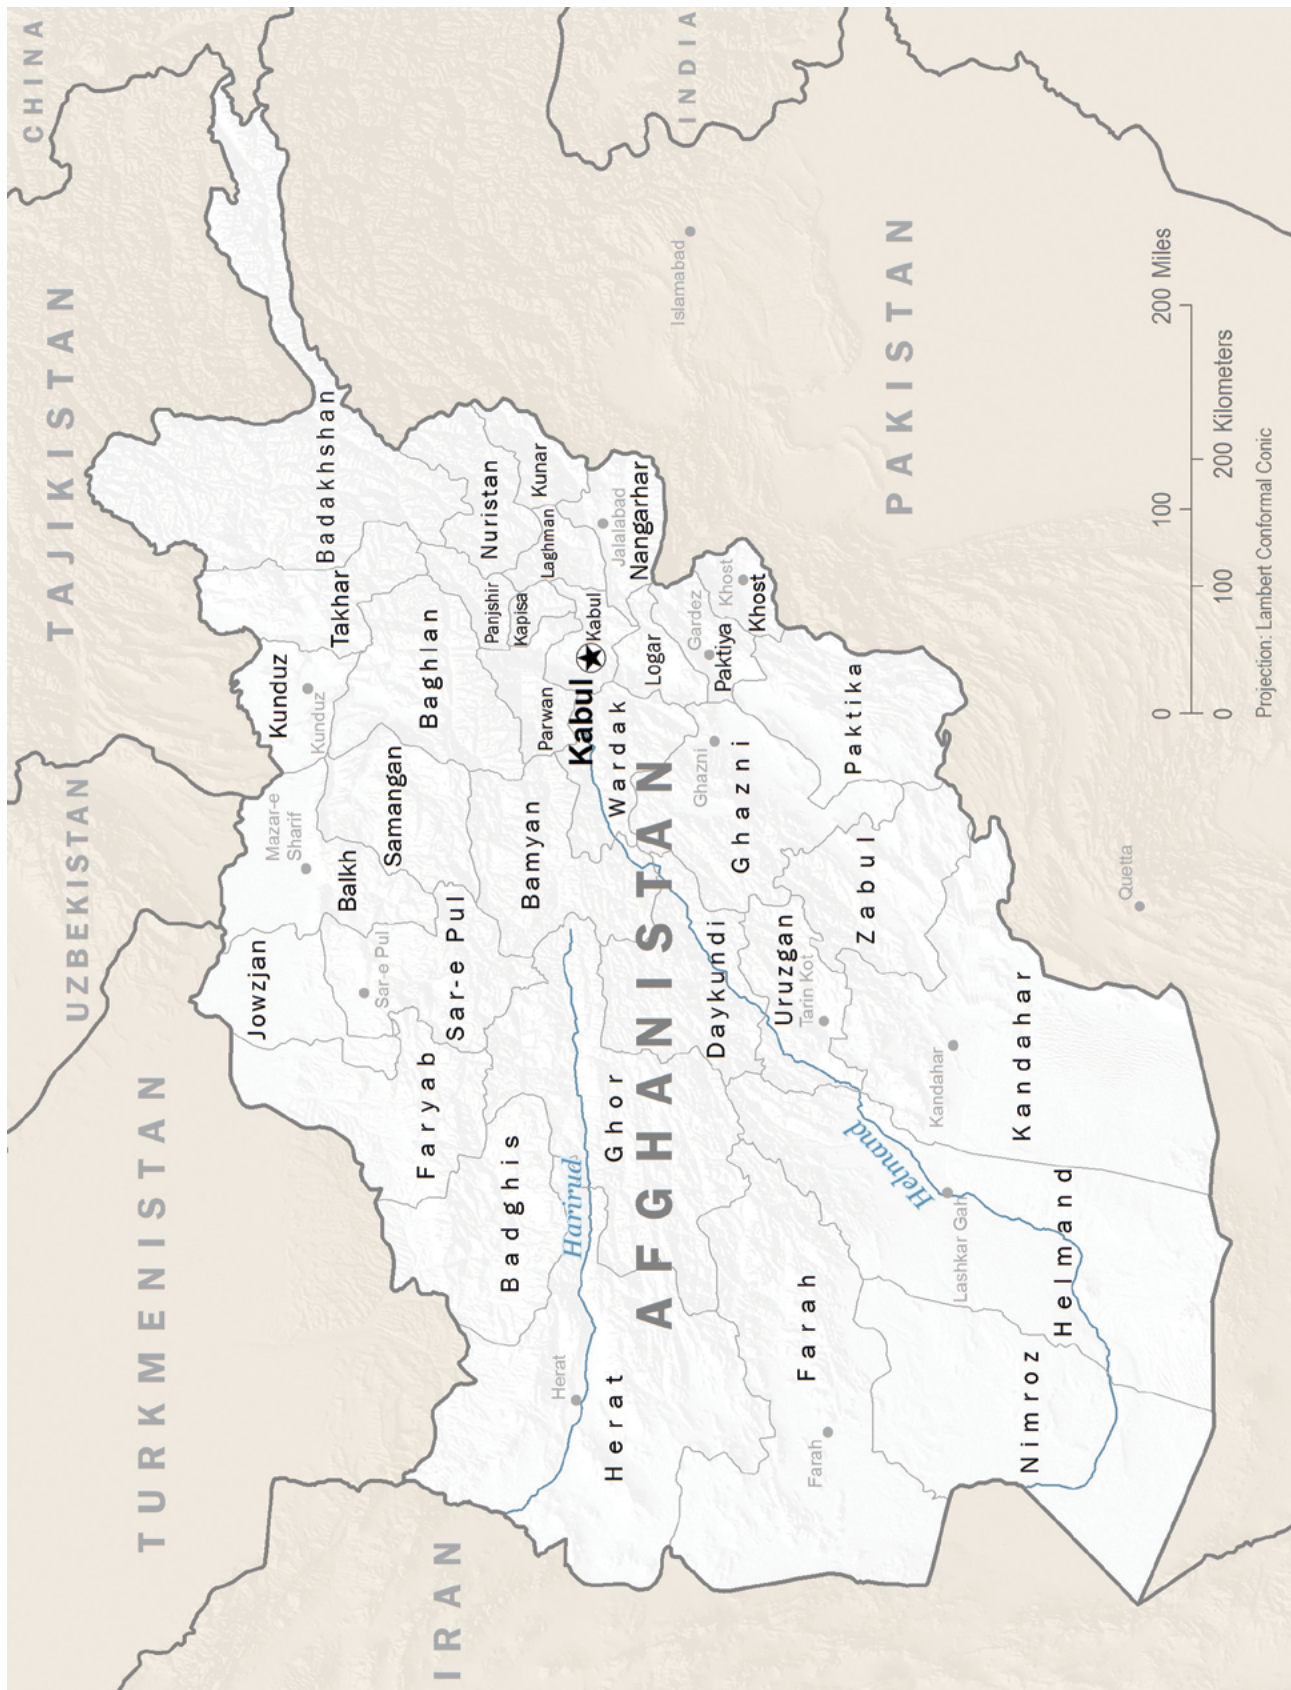 CHINA
TAJIKISTAN
UZBEKISTAN
TURKMENISTAN
IRAN
INDIA
PAKISTAN
AFGHANISTAN
Badakhshan
Takhar
Kunduz
Kunduz
Mazar-e
Sharif
Balkh
Jowzjan
Samangan
Baghlan
Sar-e Pul
Sar-e Pul
Faryab
Badghis
Nuristan
Kunar
Laghman
Panjshir
Kapisa
Parwan
Kabul
Kabul
Jalalabad
Nangarhar
Bamyan
Wardak
Logar
Gardez
Paktiya
Khost
Khost
Ghazni
Ghazni
Paktika
Harirud
Herat
Herat
Ghor
Daykundi
Uruzgan
Tarin Kot
Zabul
Farah
Farah
Helmand
Kandahar
Kandahar
Lashkar Gah
Helmand
Nimroz
Islamabad
Quetta
0 100 200 Miles
0 100 200 Kilometers
Projection: Lambert Conformal Conic